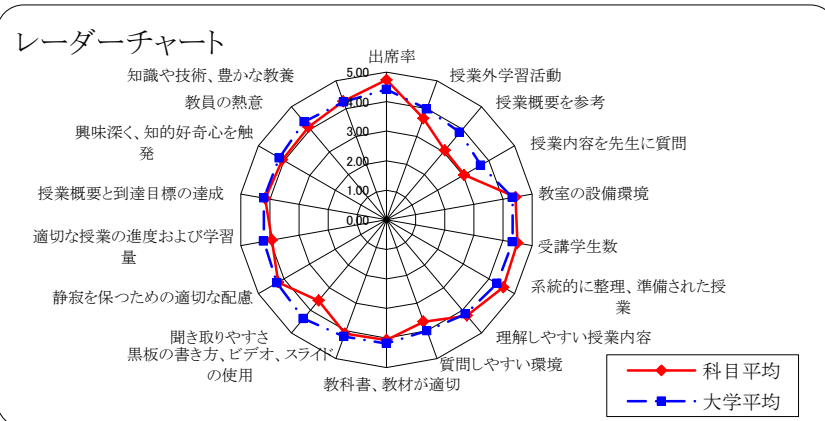 レーダーチャート
出席率
授業外学習活動
授業概要を参考
授業内容を先生に質問
教室の設備環境
受講学生数
系統的に整理、準備された授
業
理解しやすい授業内容
質問しやすい環境
教科書、教材が適切
黒板の書き方、ビデオ、スライド
の使用
聞き取りやすさ
静寂を保つための適切な配慮
適切な授業の進度および学習
量
授業概要と到達目標の達成
興味深く、知的好奇心を触
発
教員の熱意
知識や技術、豊かな教養
5.00
4.00
3.00
2.00
1.00
0.00
科目平均
大学平均